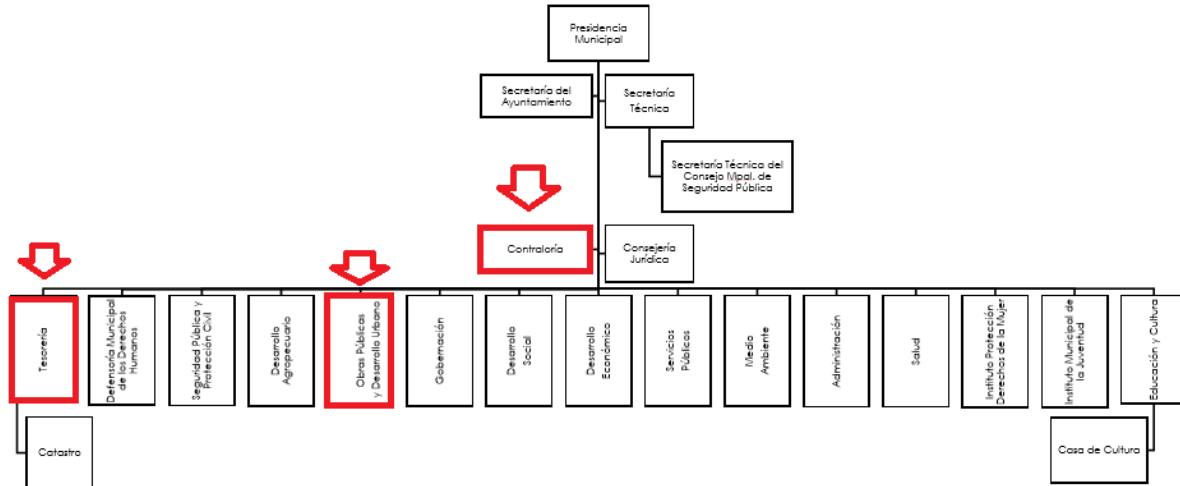 Presidencia
Municipal
Secretaría del
Ayuntamiento
Secretaría
Técnica
Secretaría Técnica del
Consejo Mpal. de
Seguridad Pública
Contraloría
Consejería
Jurídica
Tesorería
Defensoría Municipal
de los Derechos
Humanos
Seguridad Pública y
Protección Civil
Desarrollo
Agropecuario
Obras Públicas
y Desarrollo Urbano
Gobernación
Desarrollo
Social
Desarrollo
Económico
Servicios
Públicos
Medio
Ambiente
Administración
Salud
Instituto Protección
Derechos de la Mujer
Instituto Municipal de
la Juventud
Educación y Cultura
Catastro
Casa de Cultura